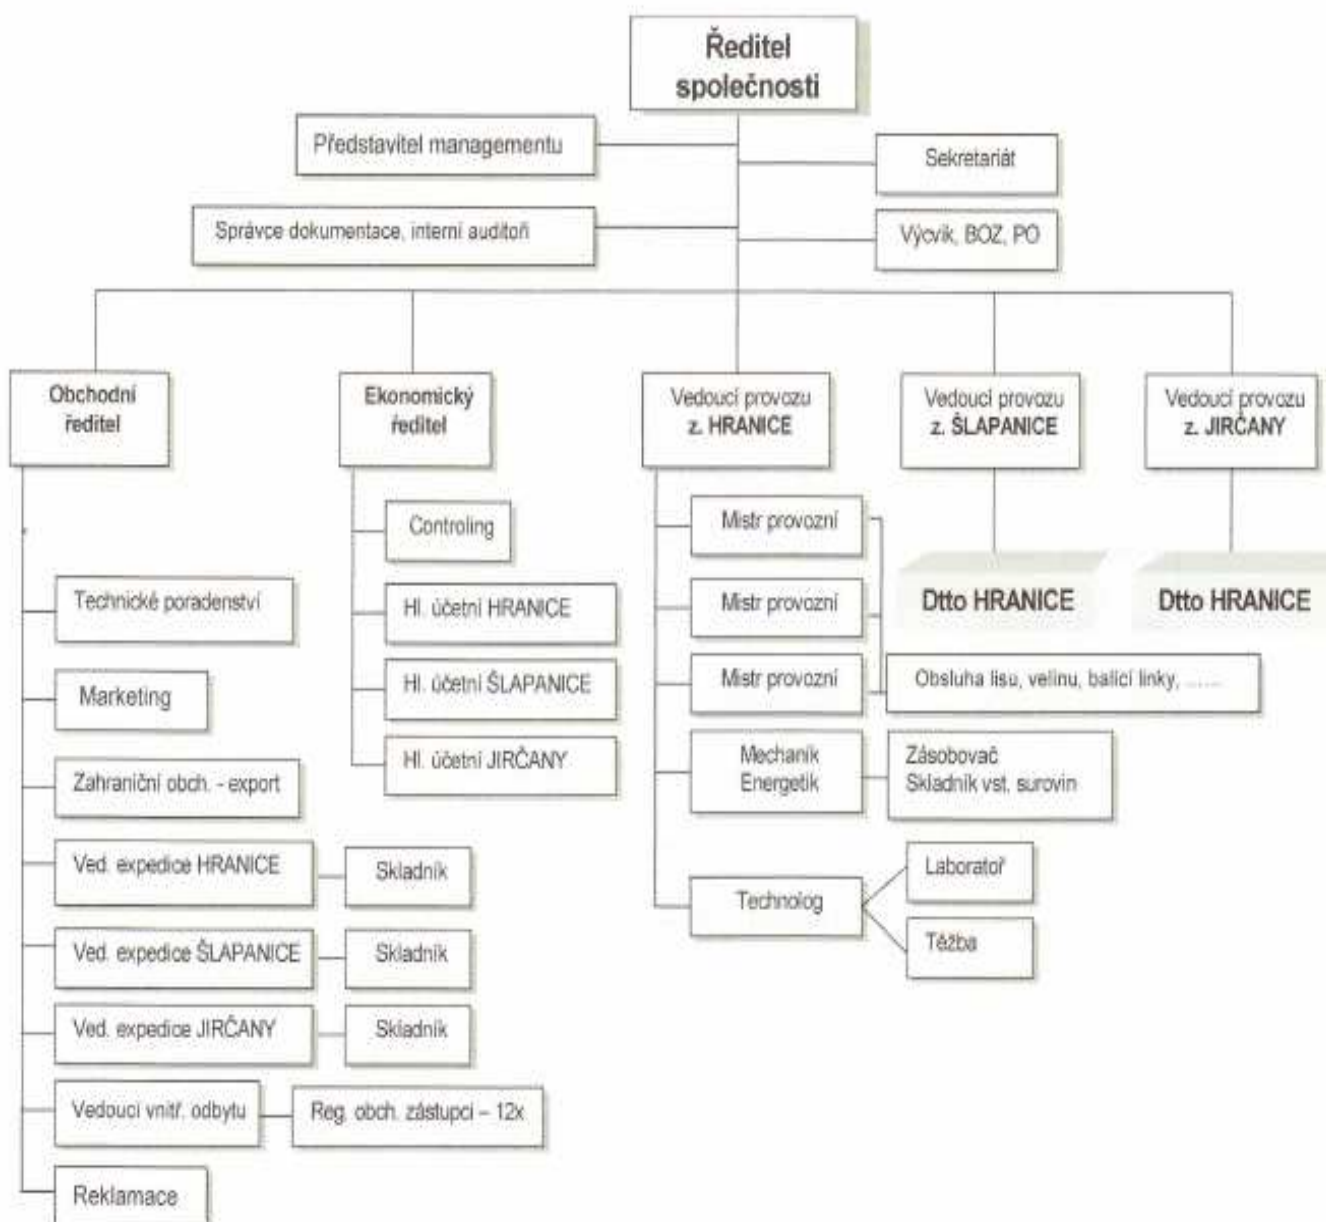 Ředitel
společnosti
Představitel managementu
Sekretariát
Správce dokumentace, interní auditoři
Výcvik, BOZ, PO
Obchodní
ředitel
Ekonomický
ředitel
Vedoucí provozu
z. HRANICE
Vedoucí provozu
z. ŠLAPANICE
Vedoucí provozu
z. JIRČANY
Technické poradenství
Marketing
Zahraniční obch. - export
Ved. expedice HRANICE
Skladník
Ved. expedice ŠLAPANICE
Skladník
Ved. expedice JIRČANY
Skladník
Vedoucí vnitř. odbytu
Reg. obch. zástupci – 12x
Reklamace
Controling
Hl. účetní HRANICE
Hl. účetní ŠLAPANICE
Hl. účetní JIRČANY
Mistr provozní
Mistr provozní
Mistr provozní
Obsluha lisu, velínu, balicí linky, ......
Mechanik
Energetik
Zásobovač
Skladník vst. surovin
Technolog
Laboratoř
Těžba
Dtto HRANICE
Dtto HRANICE